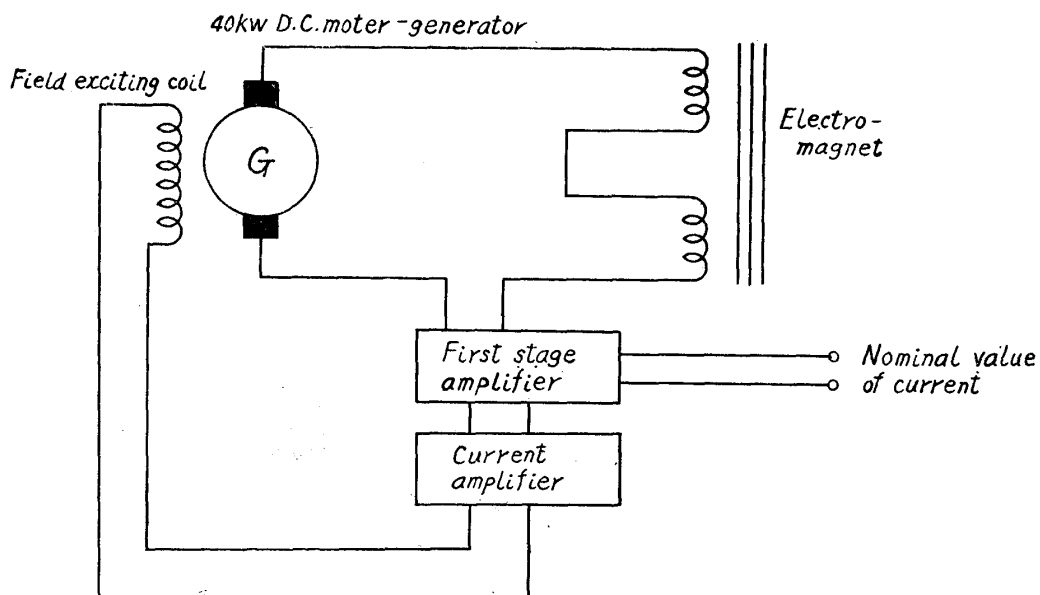 40kw D.C. moter-generator
Field exciting coil
G
Electro-
magnet
First stage
amplifier
Nominal value
of current
Current
amplifier